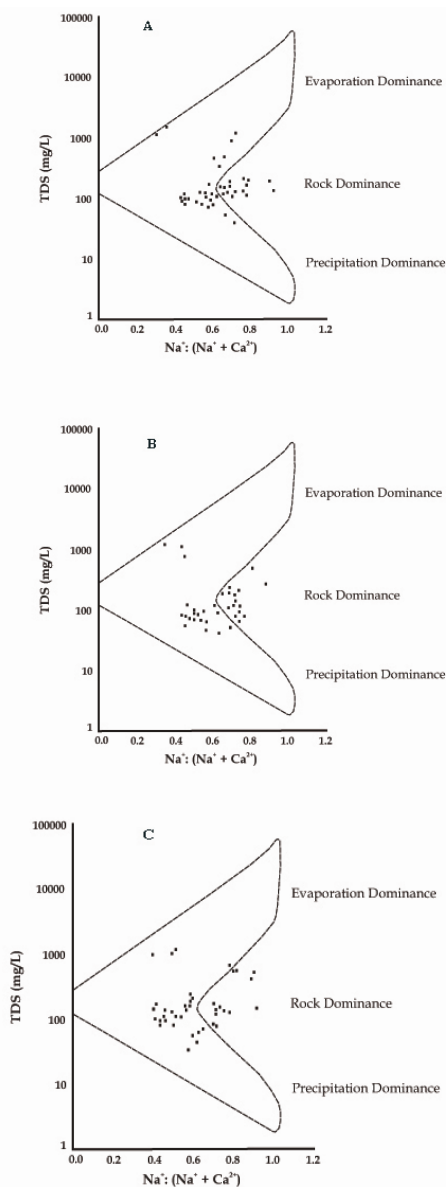 A
100000
10000
1000
100
10
1
TDS (mg/L)
Evaporation Dominance
Rock Dominance
Precipitation Dominance
0.0 0.2 0.4 0.6 0.8 1.0 1.2
Na⁺: (Na⁺ + Ca²⁺)
B
100000
10000
1000
100
10
1
TDS (mg/L)
Evaporation Dominance
Rock Dominance
Precipitation Dominance
0.0 0.2 0.4 0.6 0.8 1.0 1.2
Na⁺: (Na⁺ + Ca²⁺)
C
100000
10000
1000
100
10
1
TDS (mg/L)
Evaporation Dominance
Rock Dominance
Precipitation Dominance
0.0 0.2 0.4 0.6 0.8 1.0 1.2
Na⁺: (Na⁺ + Ca²⁺)